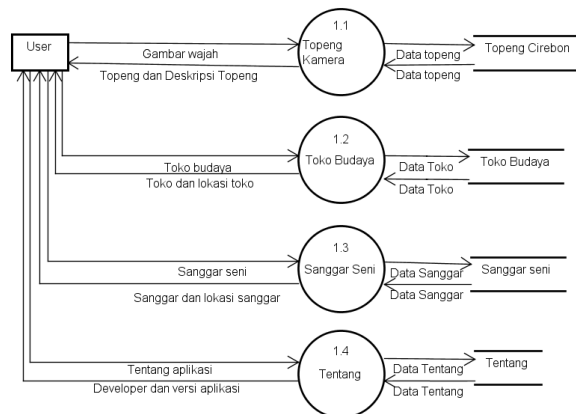 User
Gambar wajah
Topeng dan Deskripsi Topeng
1.1
Topeng
Kamera
Data topeng
Data topeng
Topeng Cirebon
Toko budaya
Toko dan lokasi toko
1.2
Toko Budaya
Data Toko
Data Toko
Toko Budaya
Sanggar seni
Sanggar dan lokasi sanggar
1.3
Sanggar Seni
Data Sanggar
Data Sanggar
Sanggar seni
Tentang aplikasi
Developer dan versi aplikasi
1.4
Tentang
Data Tentang
Data Tentang
Tentang